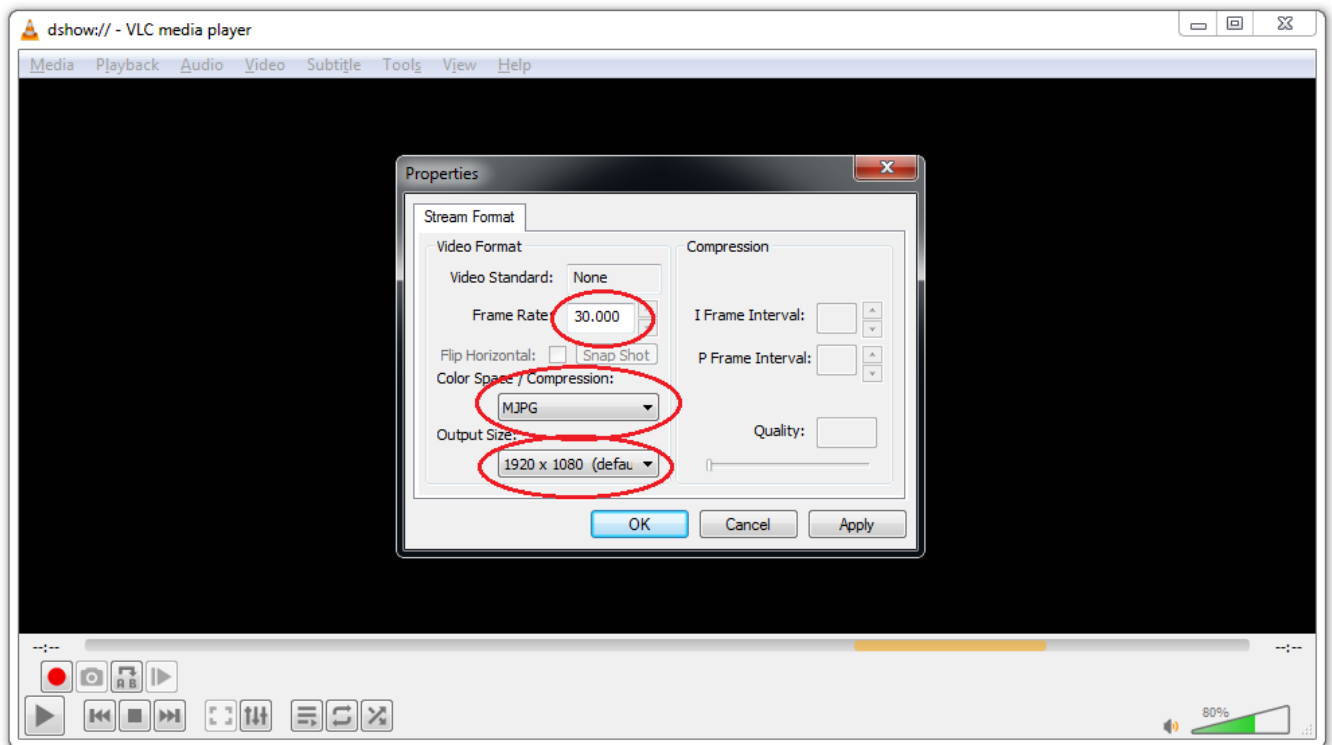 dshow:// - VLC media player
Media Playback Audio Video Subtitle Tools View Help
Properties
Stream Format
Video Format
Video Standard: None
Frame Rate: 30.000
Flip Horizontal: Snap Shot
Color Space / Compression:
MJPG
Output Size:
1920 x 1080 (defau
Compression
I Frame Interval:
P Frame Interval:
Quality:
OK Cancel Apply
--:-- --:--
A B
80%